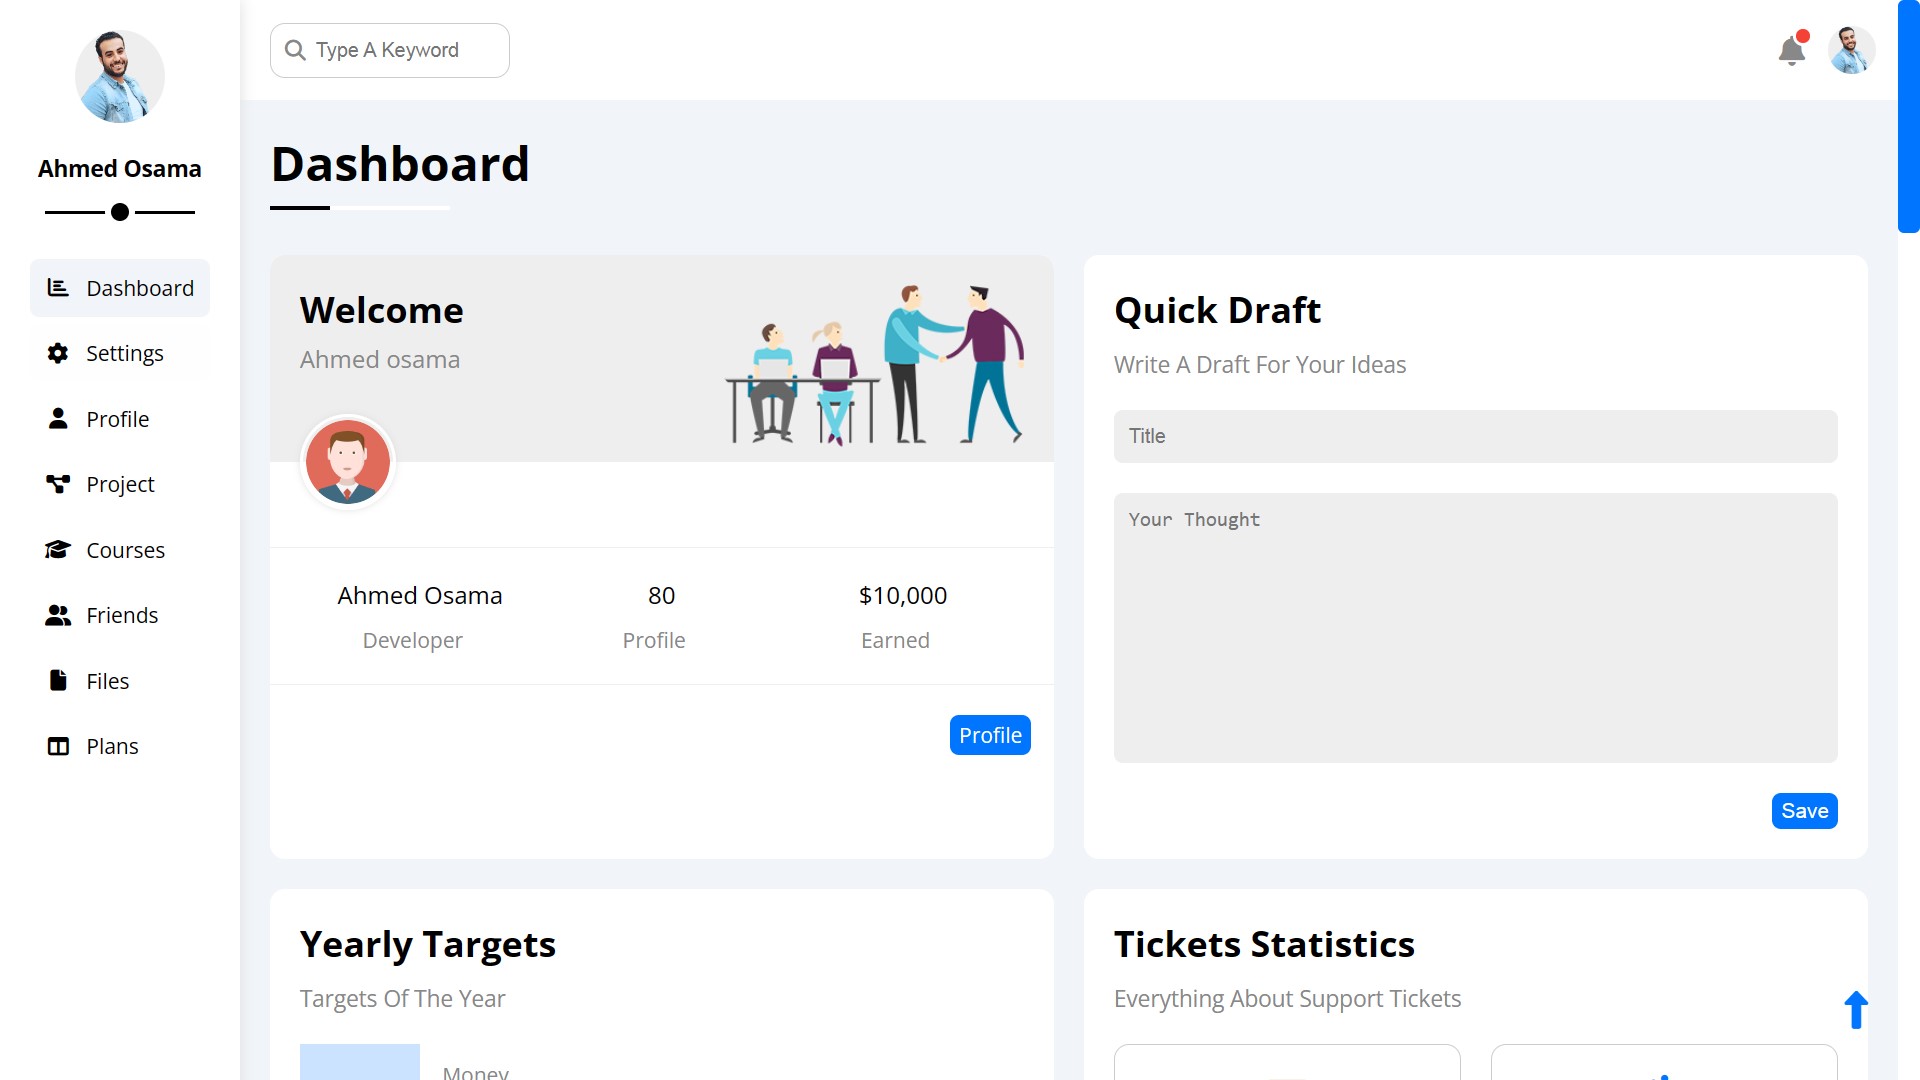 Ahmed Osama
Dashboard
Settings
Profile
Project
Courses
Friends
Files
Plans
Type A Keyword
Dashboard
Welcome
Ahmed osama
Ahmed Osama
Developer
80
Profile
$10,000
Earned
Profile
Quick Draft
Write A Draft For Your Ideas
Title
Your Thought
Save
Yearly Targets
Targets Of The Year
Money
Tickets Statistics
Everything About Support Tickets